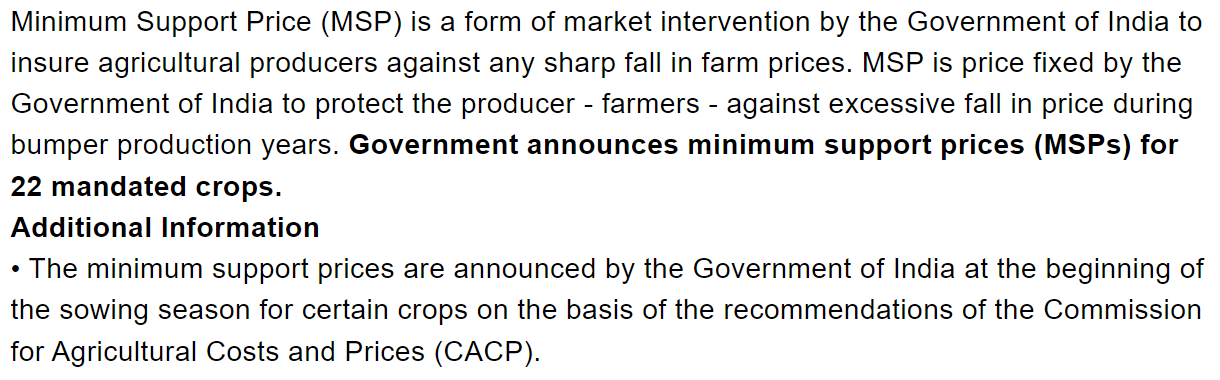 Minimum Support Price (MSP) is a form of market intervention by the Government of India to
insure agricultural producers against any sharp fall in farm prices. MSP is price fixed by the
Government of India to protect the producer - farmers - against excessive fall in price during
bumper production years. Government announces minimum support prices (MSPs) for
22 mandated crops.
Additional Information
• The minimum support prices are announced by the Government of India at the beginning of
the sowing season for certain crops on the basis of the recommendations of the Commission
for Agricultural Costs and Prices (CACP).